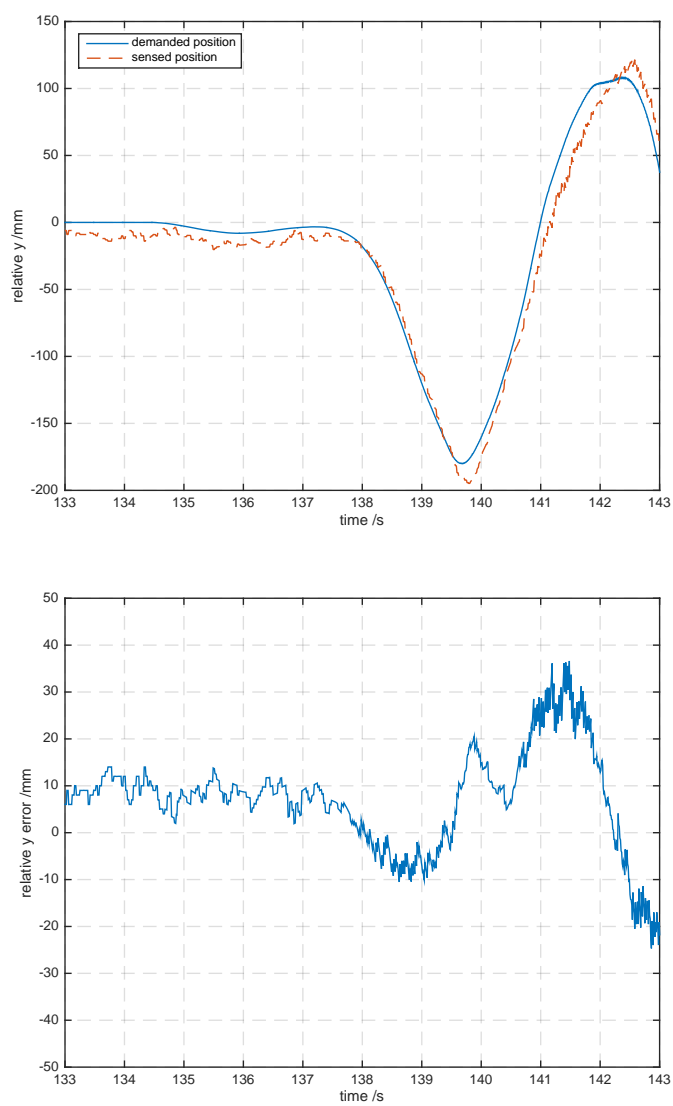 150
100
50
0
-50
-100
-150
-200
relative y /mm
demanded position
sensed position
133 134 135 136 137 138 139 140 141 142 143
time /s
50
40
30
20
10
0
-10
-20
-30
-40
-50
relative y error /mm
133 134 135 136 137 138 139 140 141 142 143
time /s